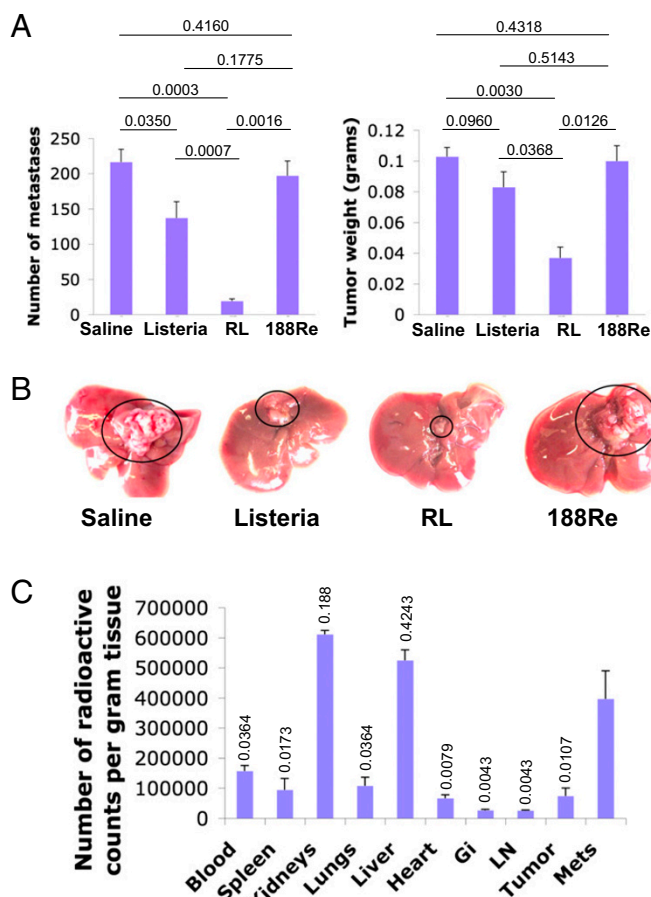 A
0.4160
0.1775
0.0003
0.0350
0.0016
0.0007
Number of metastases
250
200
150
100
50
0
Saline Listeria RL 188Re
0.4318
0.5143
0.0030
0.0960
0.0126
0.0368
Tumor weight (grams)
0.12
0.1
0.08
0.06
0.04
0.02
0
Saline Listeria RL 188Re
B
Saline Listeria RL 188Re
C
Number of radioactive
counts per gram tissue
700000
600000
500000
400000
300000
200000
100000
0
0.0364
0.0173
0.188
0.0364
0.4243
0.0079
0.0043
0.0043
0.0107
Blood
Spleen
Kidneys
Lungs
Liver
Heart
Gi
LN
Tumor
Mets